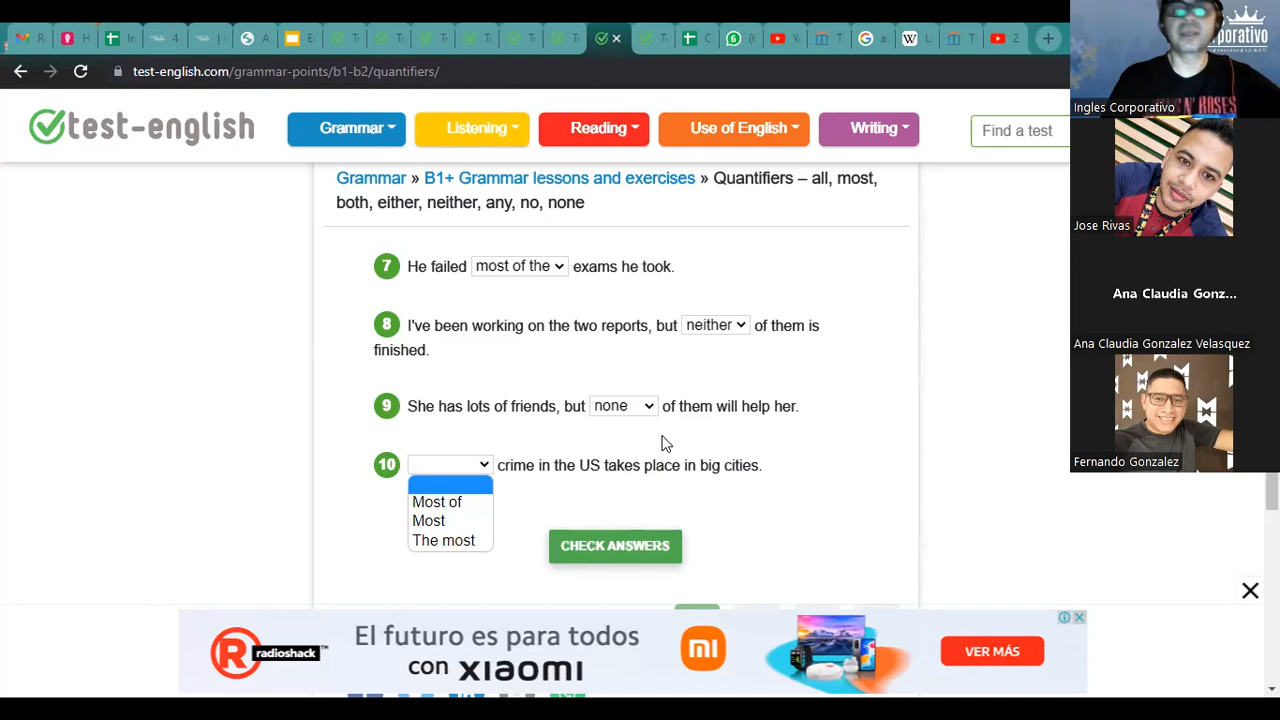 test-english.com/grammar-points/b1-b2/quantifiers/
test-english
Grammar
Listening
Reading
Use of English
Writing
Find a test
Grammar » B1+ Grammar lessons and exercises » Quantifiers – all, most,
both, either, neither, any, no, none
7 He failed most of the exams he took.
8 I've been working on the two reports, but neither of them is
finished.
9 She has lots of friends, but none of them will help her.
10 crime in the US takes place in big cities.
Most of
Most
The most
CHECK ANSWERS
radioshack
El futuro es para todos
con xiaomi
mi
VER MÁS
Ingles Corporativo
Jose Rivas
Ana Claudia Gonz...
Ana Claudia Gonzalez Velasquez
Fernando Gonzalez